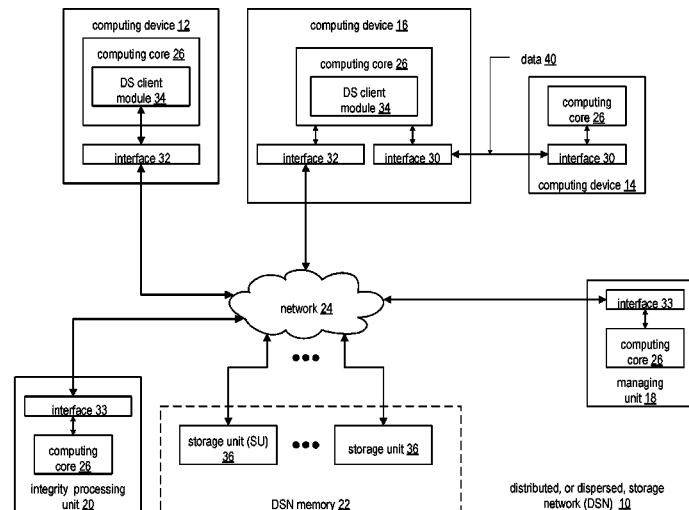 computing device 12
computing core 26
DS client
module 34
interface 32
computing device 16
computing core 26
DS client
module 34
interface 32
interface 30
data 40
computing
core 26
interface 30
computing device 14
network 24
interface 33
computing
core 26
managing
unit 18
interface 33
computing
core 26
integrity processing
unit 20
storage unit (SU)
36
storage unit 36
DSN memory 22
distributed, or dispersed, storage
network (DSN) 10